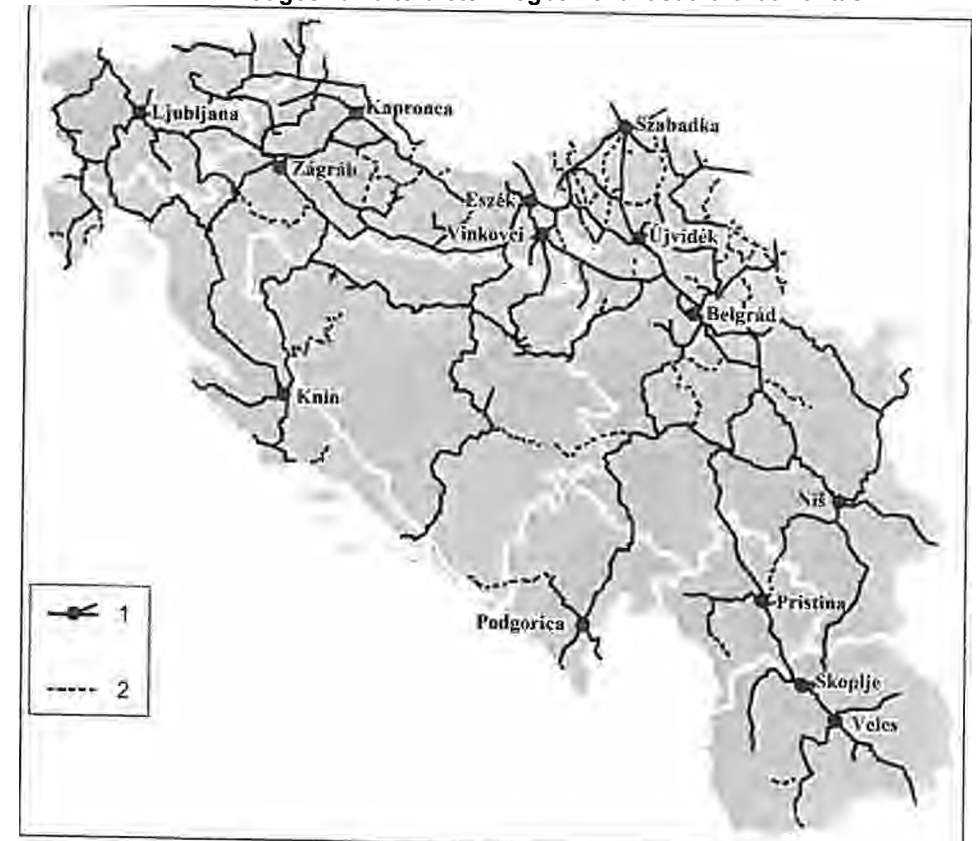 Ljubljana
Kapronca
Szabadka
Zágráb
Eszék
Vinkovci
Újvidék
Belgrád
Knin
Niš
Pristina
Podgorica
Skoplje
Veles
1
2